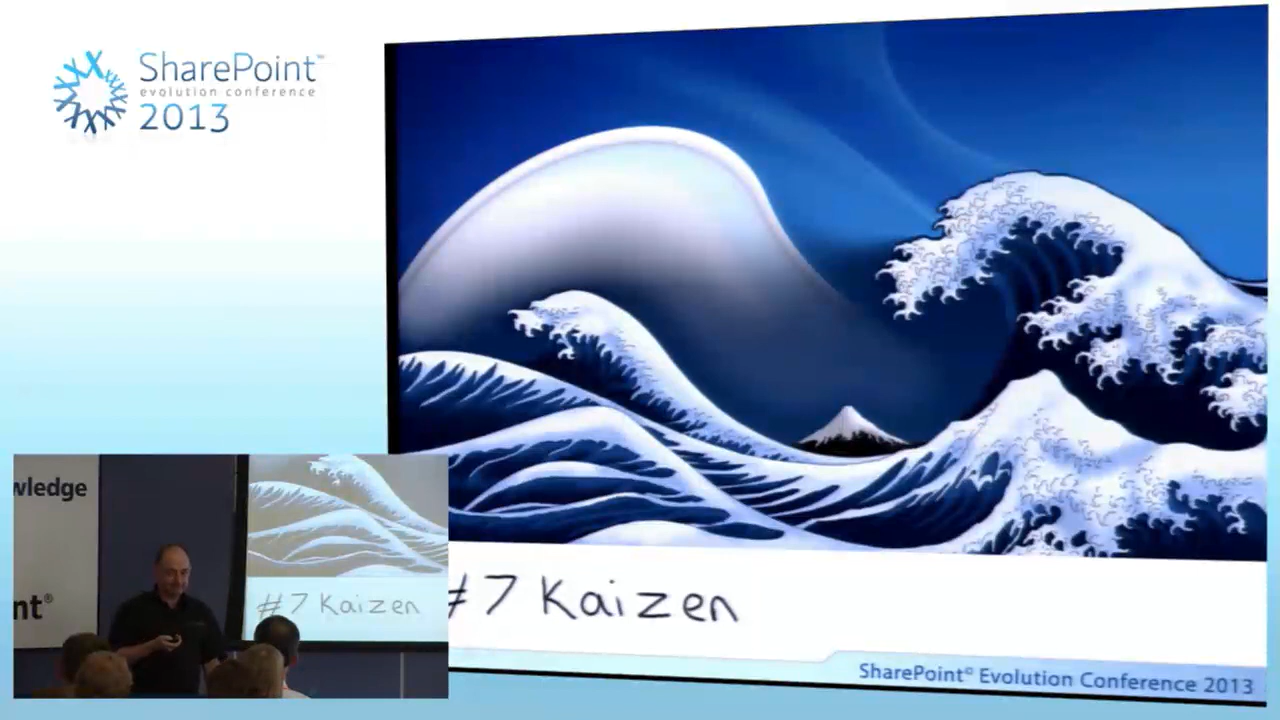 SharePoint™
evolution conference
2013
wledge
nt®
#7 Kaizen
#7 Kaizen
SharePoint® Evolution Conference 2013